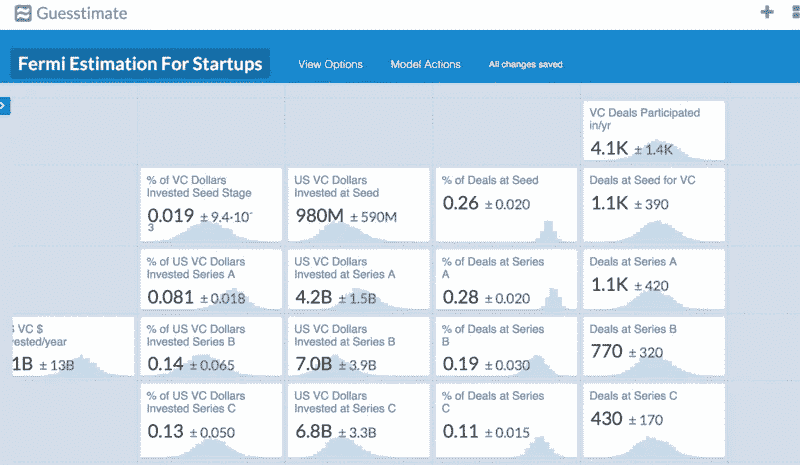 Guesstimate
Fermi Estimation For Startups
View Options
Model Actions
All changes saved
VC Deals Participated
in/yr
4.1K ± 1.4K
% of VC Dollars
Invested Seed Stage
0.019 ± 9.4·10⁻
3
US VC Dollars
Invested at Seed
980M ± 590M
% of Deals at Seed
0.26 ± 0.020
Deals at Seed for VC
1.1K ± 390
% of US VC Dollars
Invested Series A
0.081 ± 0.018
US VC Dollars
Invested at Series A
4.2B ± 1.5B
% of Deals at Series
A
0.28 ± 0.020
Deals at Series A
1.1K ± 420
VC $
/year
1B ± 13B
% of US VC Dollars
Invested Series B
0.14 ± 0.065
US VC Dollars
Invested at Series B
7.0B ± 3.9B
% of Deals at Series
B
0.19 ± 0.030
Deals at Series B
770 ± 320
% of US VC Dollars
Invested Series C
0.13 ± 0.050
US VC Dollars
Invested at Series C
6.8B ± 3.3B
% of Deals at Series
C
0.11 ± 0.015
Deals at Series C
430 ± 170